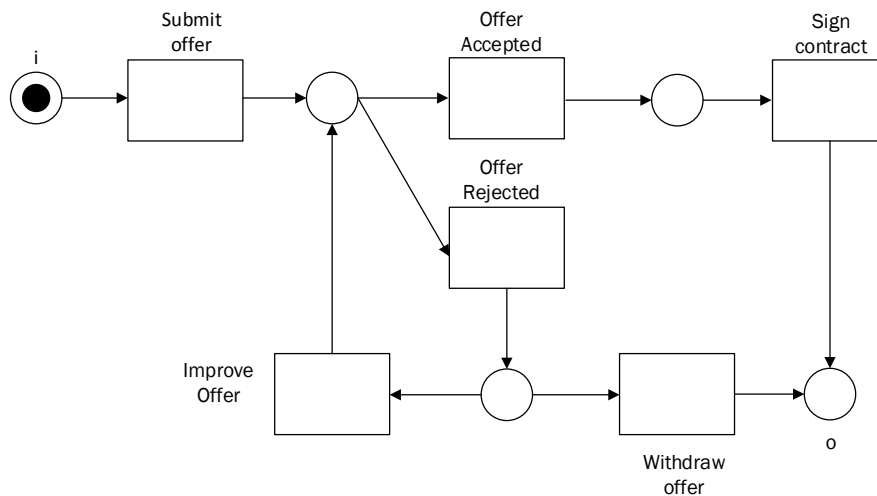 Submit
offer
Offer
Accepted
Sign
contract
i
Offer
Rejected
Improve
Offer
o
Withdraw
offer